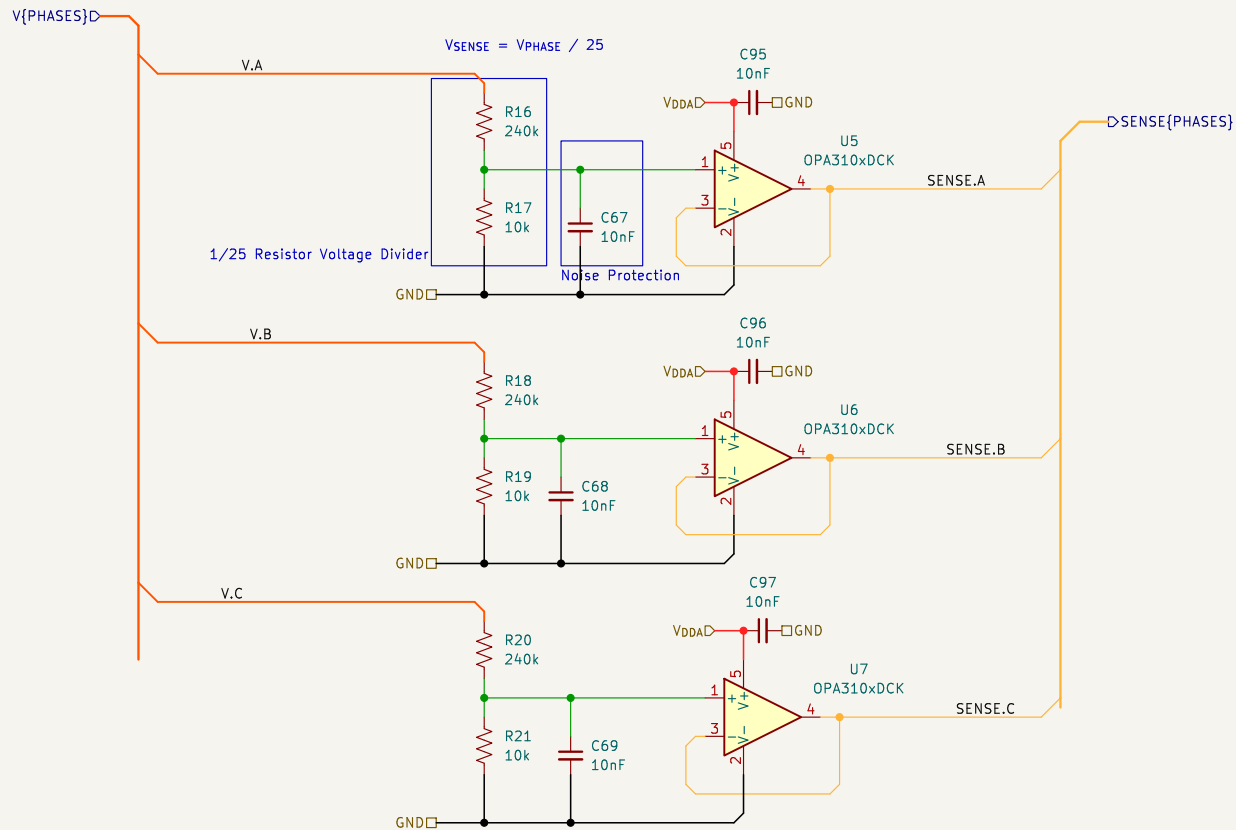 V{PHASES}
VSENSE = VPHASE / 25
V.A
R16
240k
R17
10k
1/25 Resistor Voltage Divider
C67
10nF
Noise Protection
GND
C95
10nF
VDDA
GND
U5
OPA310xDCK
1
+
3
-
5
V+
V-
2
4
SENSE.A
SENSE{PHASES}
V.B
R18
240k
R19
10k
C68
10nF
GND
C96
10nF
VDDA
GND
U6
OPA310xDCK
1
+
3
-
5
V+
V-
2
4
SENSE.B
V.C
R20
240k
R21
10k
C69
10nF
GND
C97
10nF
VDDA
GND
U7
OPA310xDCK
1
+
3
-
5
V+
V-
2
4
SENSE.C